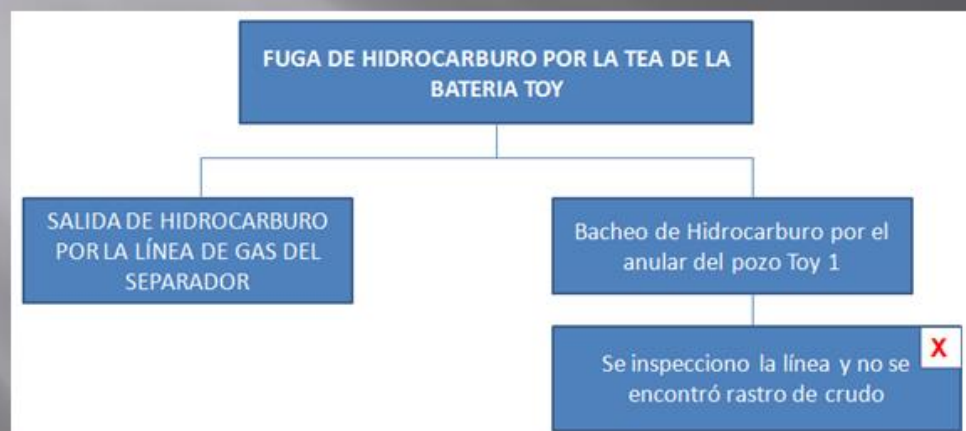 FUGA DE HIDROCARBURO POR LA TEA DE LA
BATERIA TOY
SALIDA DE HIDROCARBURO
POR LA LÍNEA DE GAS DEL
SEPARADOR
Bacheo de Hidrocarburo por el
anular del pozo Toy 1
X
Se inspecciono la línea y no se
encontró rastro de crudo